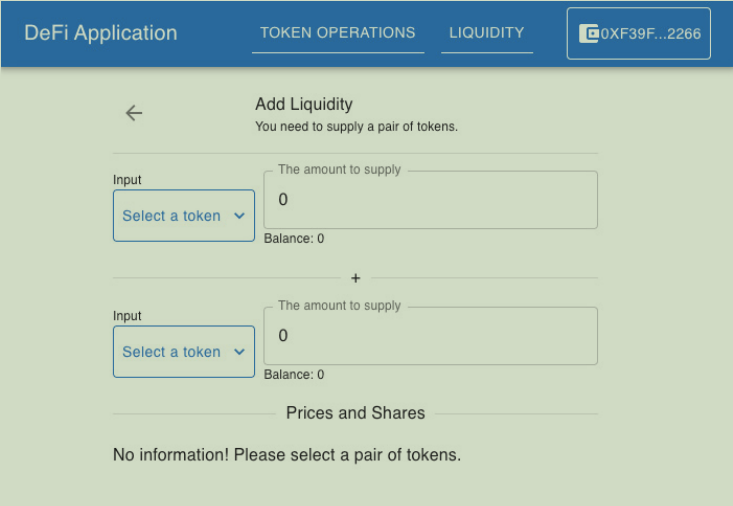 DeFi Application
TOKEN OPERATIONS
LIQUIDITY
0XF39F...2266
Add Liquidity
You need to supply a pair of tokens.
Input
The amount to supply
Select a token
0
Balance: 0
+
Input
The amount to supply
Select a token
0
Balance: 0
Prices and Shares
No information! Please select a pair of tokens.